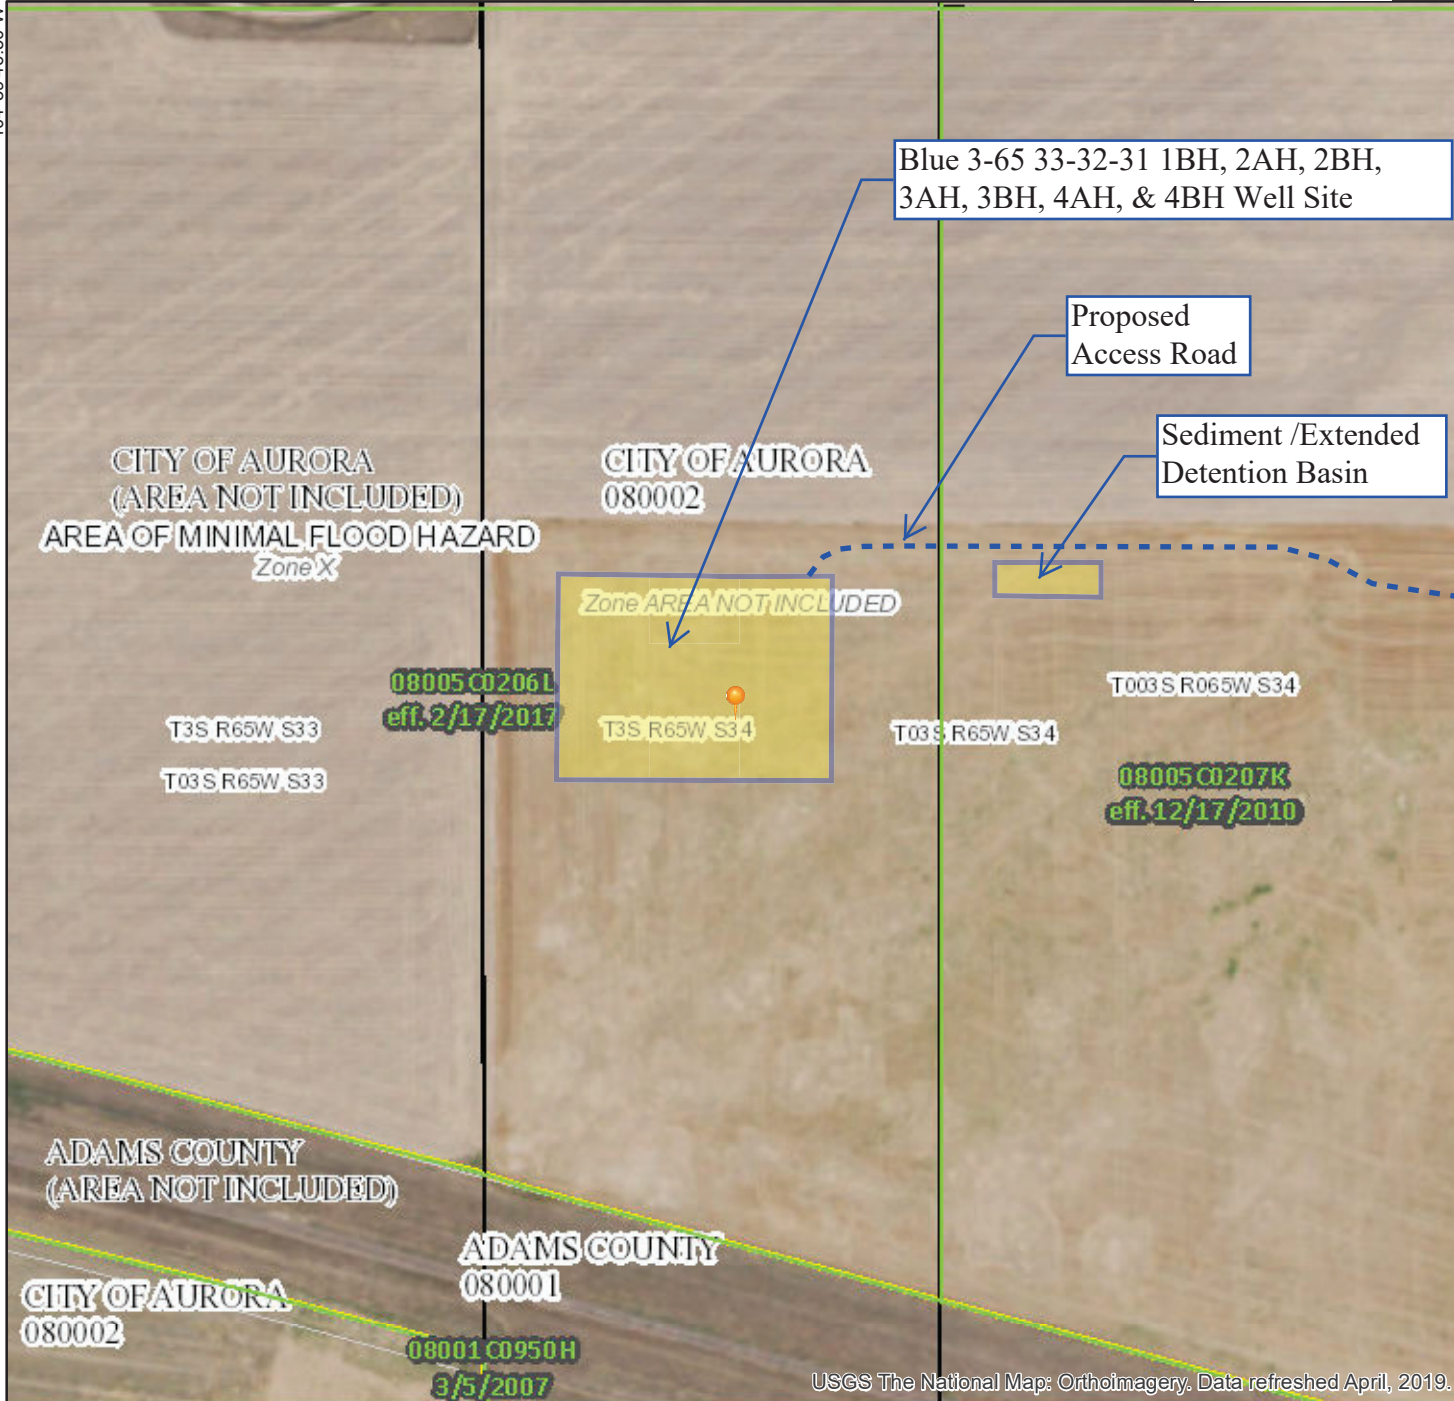 Blue 3-65 33-32-31 1BH, 2AH, 2BH,
3AH, 3BH, 4AH, & 4BH Well Site
Proposed
Access Road
Sediment /Extended
Detention Basin
CITY OF AURORA
(AREA NOT INCLUDED)
AREA OF MINIMAL FLOOD HAZARD
Zone X
CITY OF AURORA
080002
Zone AREA NOT INCLUDED
08005C0206L
eff. 2/17/2017
T3S R65W S33
T03S R65W S33
T3S R65W S34
T03S R65W S34
T003S R065W S34
08005C0207K
eff. 12/17/2010
ADAMS COUNTY
(AREA NOT INCLUDED)
ADAMS COUNTY
080001
CITY OF AURORA
080002
08001C0950H
3/5/2007
USGS The National Map: Orthoimagery. Data refreshed April, 2019.